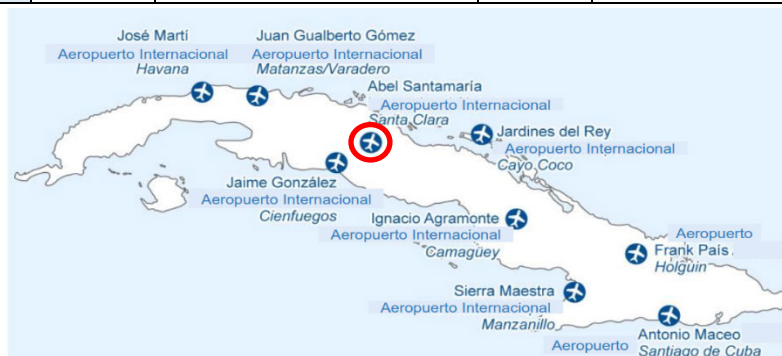 José Martí
Aeropuerto Internacional
Havana
Juan Gualberto Gómez
Aeropuerto Internacional
Matanzas/Varadero
Abel Santamaría
Aeropuerto Internacional
Santa Clara
Jardines del Rey
Aeropuerto Internacional
Cayo Coco
Jaime González
Aeropuerto Internacional
Cienfuegos
Ignacio Agramonte
Aeropuerto Internacional
Camagüey
Aeropuerto
Frank País
Holguin
Sierra Maestra
Aeropuerto Internacional
Manzanillo
Antonio Maceo
Aeropuerto Santiago de Cuba